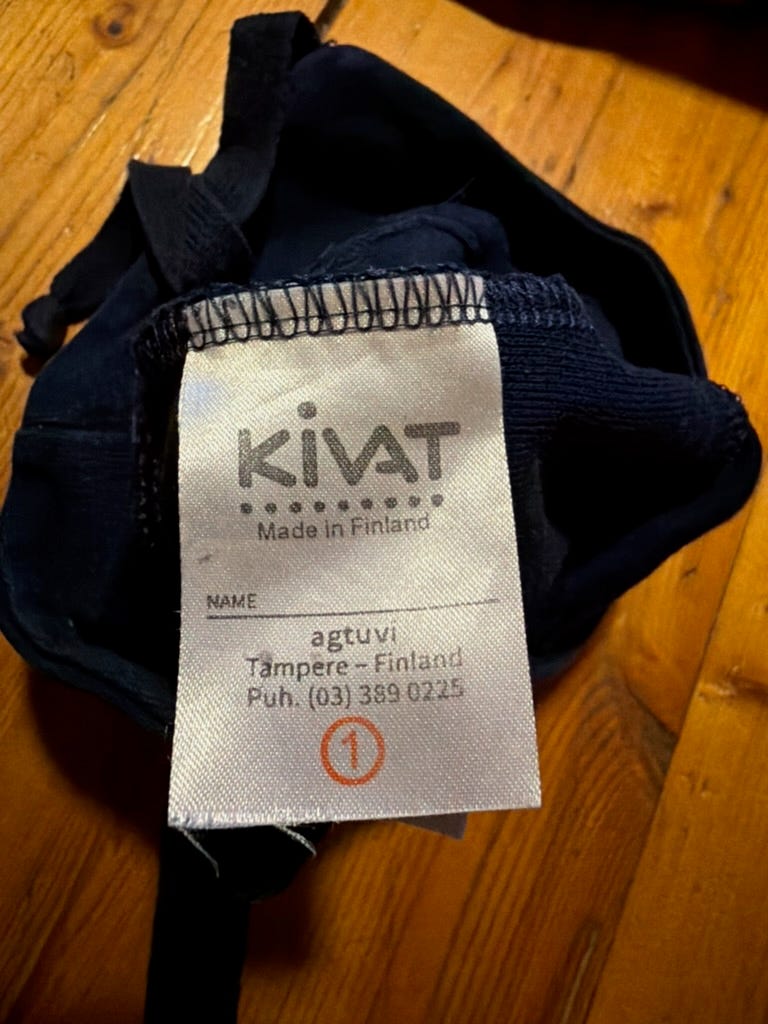 KiVAT
Made in Finland
NAME
agtuvi
Tampere – Finland
Puh. (03) 389 0225
1